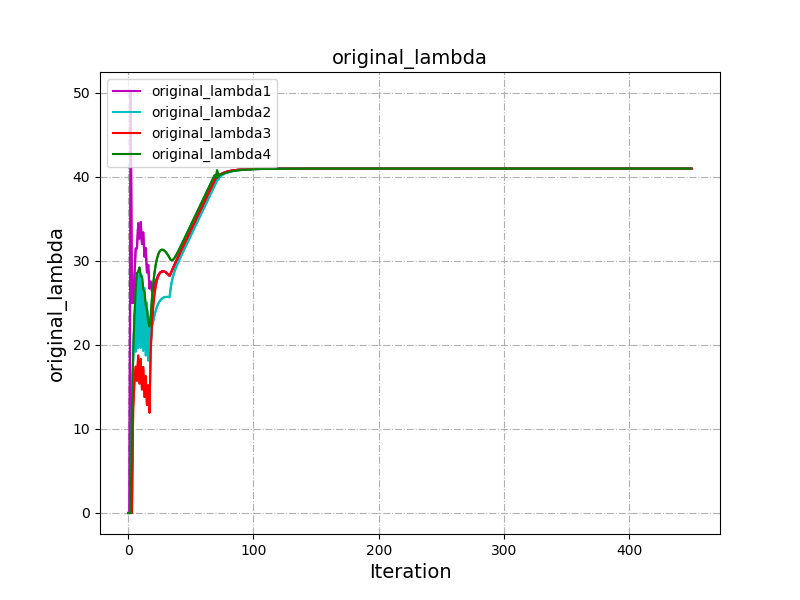 original_lambda
original_lambda1
original_lambda2
original_lambda3
original_lambda4
original_lambda
50
40
30
20
10
0
0 100 200 300 400
Iteration